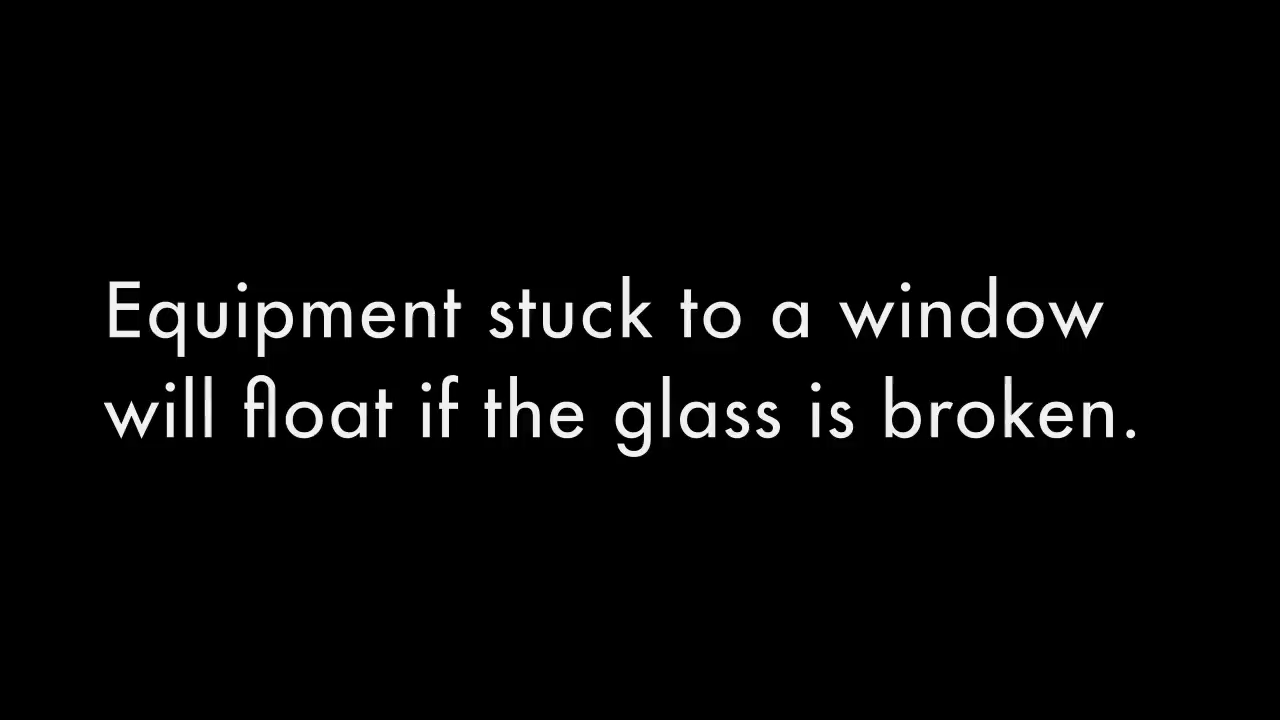 Equipment stuck to a window
will float if the glass is broken.